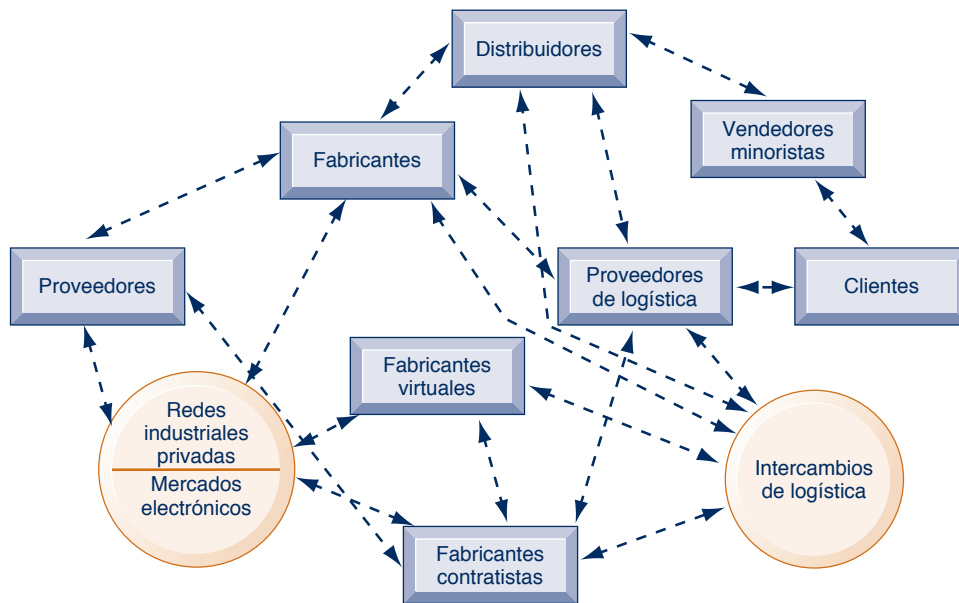 Distribuidores
Vendedores
minoristas
Fabricantes
Proveedores
Proveedores
de logística
Clientes
Fabricantes
virtuales
Redes
industriales
privadas
Mercados
electrónicos
Intercambios
de logística
Fabricantes
contratistas